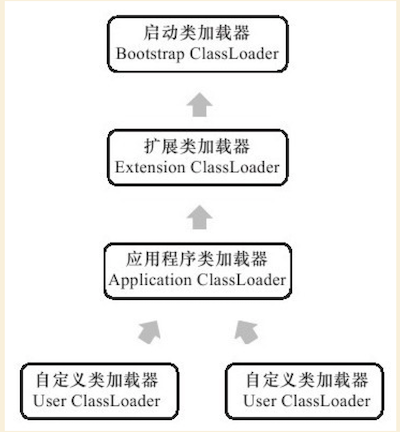 启动类加载器
Bootstrap ClassLoader
扩展类加载器
Extension ClassLoader
应用程序类加载器
Application ClassLoader
自定义类加载器
User ClassLoader
自定义类加载器
User ClassLoader